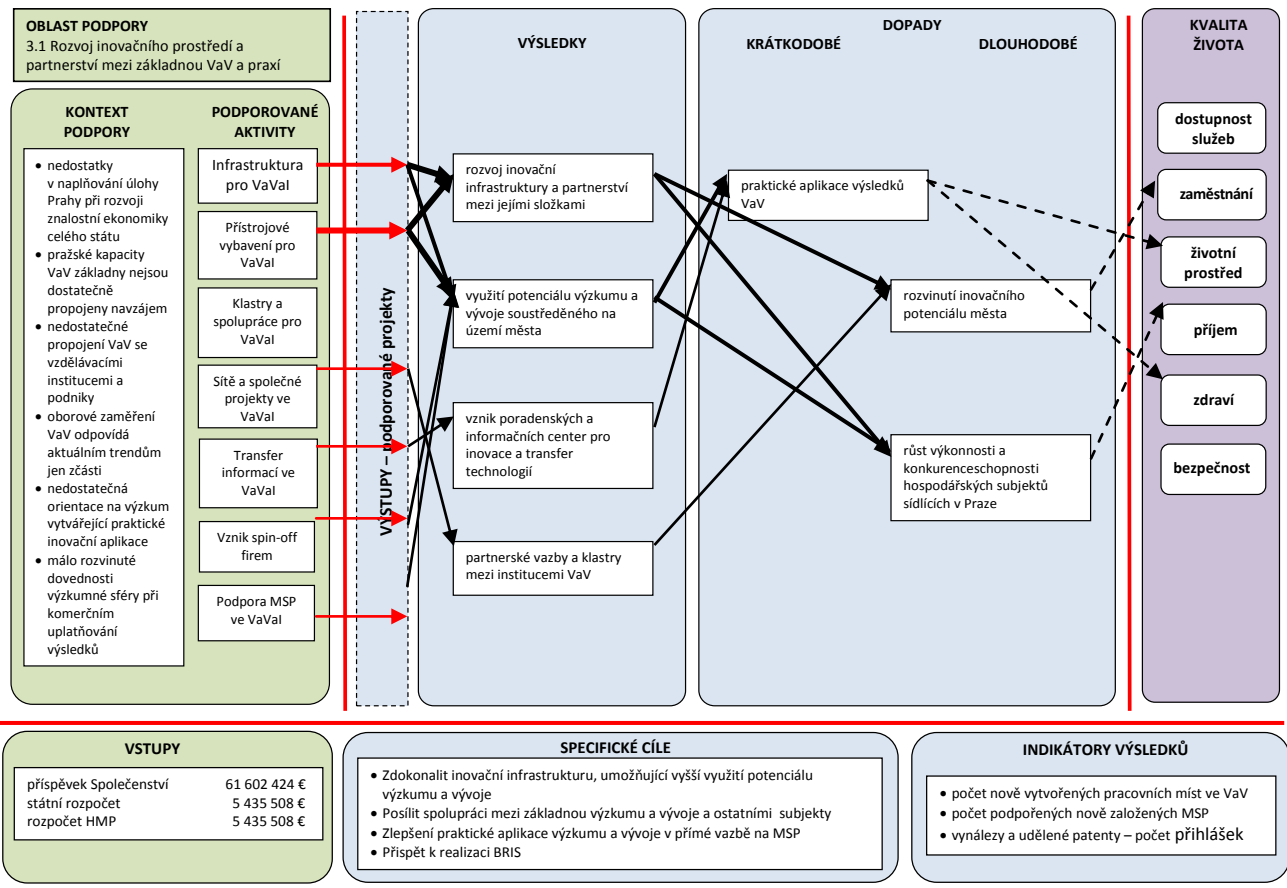 OBLAST PODPORY
3.1 Rozvoj inovačního prostředí a
partnerství mezi základnou VaV a praxí
KONTEXT
PODPORY
• nedostatky
v naplňování úlohy
Prahy při rozvoji
znalostní ekonomiky
celého státu
• pražské kapacity
VaV základny nejsou
dostatečně
propojeny navzájem
• nedostatečné
propojení VaV se
vzdělávacími
institucemi a
podniky
• oborové zaměření
VaV odpovídá
aktuálním trendům
jen zčásti
• nedostatečná
orientace na výzkum
vytvářející praktické
inovační aplikace
• málo rozvinuté
dovednosti
výzkumné sféry při
komerčním
uplatňování
výsledků
PODPOROVANÉ
AKTIVITY
Infrastruktura
pro VaVaI
Přístrojové
vybavení pro
VaVaI
Klastry a
spolupráce pro
VaVaI
Sítě a společné
projekty ve
VaVaI
Transfer
informací ve
VaVaI
Vznik spin-off
firem
Podpora MSP
ve VaVaI
VÝSTUPY – podporované projekty
VÝSLEDKY
rozvoj inovační
infrastruktury a partnerství
mezi jejími složkami
využití potenciálu výzkumu a
vývoje soustředěného na
území města
vznik poradenských a
informačních center pro
inovace a transfer
technologií
partnerské vazby a klastry
mezi institucemi VaV
DOPADY
KRÁTKODOBÉ
DLOUHODOBÉ
praktické aplikace výsledků
VaV
rozvinutí inovačního
potenciálu města
růst výkonnosti a
konkurenceschopnosti
hospodářských subjektů
sídlících v Praze
KVALITA
ŽIVOTA
dostupnost
služeb
zaměstnání
životní
prostřed
příjem
zdraví
bezpečnost
VSTUPY
příspěvek Společenství 61 602 424 €
státní rozpočet 5 435 508 €
rozpočet HMP 5 435 508 €
SPECIFICKÉ CÍLE
• Zdokonalit inovační infrastrukturu, umožňující vyšší využití potenciálu
výzkumu a vývoje
• Posílit spolupráci mezi základnou výzkumu a vývoje a ostatními subjekty
• Zlepšení praktické aplikace výzkumu a vývoje v přímé vazbě na MSP
• Přispět k realizaci BRIS
INDIKÁTORY VÝSLEDKŮ
• počet nově vytvořených pracovních míst ve VaV
• počet podpořených nově založených MSP
• vynálezy a udělené patenty – počet přihlášek